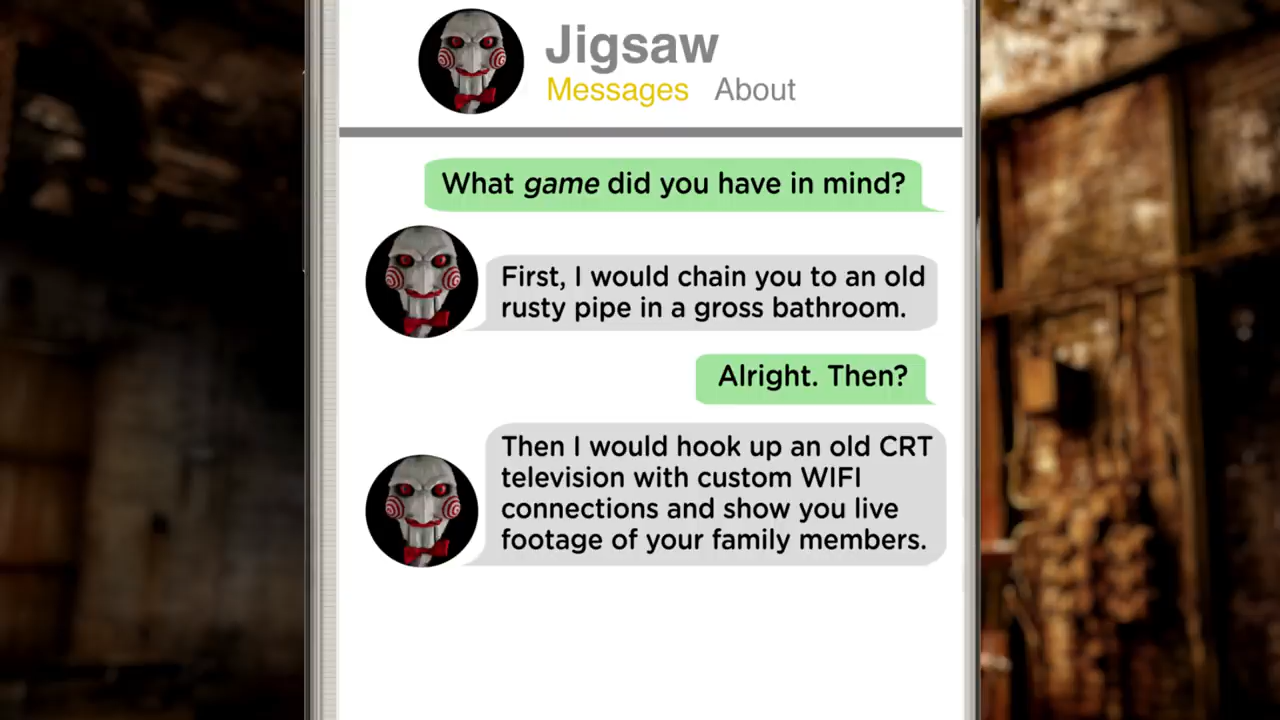 Jigsaw
Messages About
What game did you have in mind?
First, I would chain you to an old
rusty pipe in a gross bathroom.
Alright. Then?
Then I would hook up an old CRT
television with custom WIFI
connections and show you live
footage of your family members.